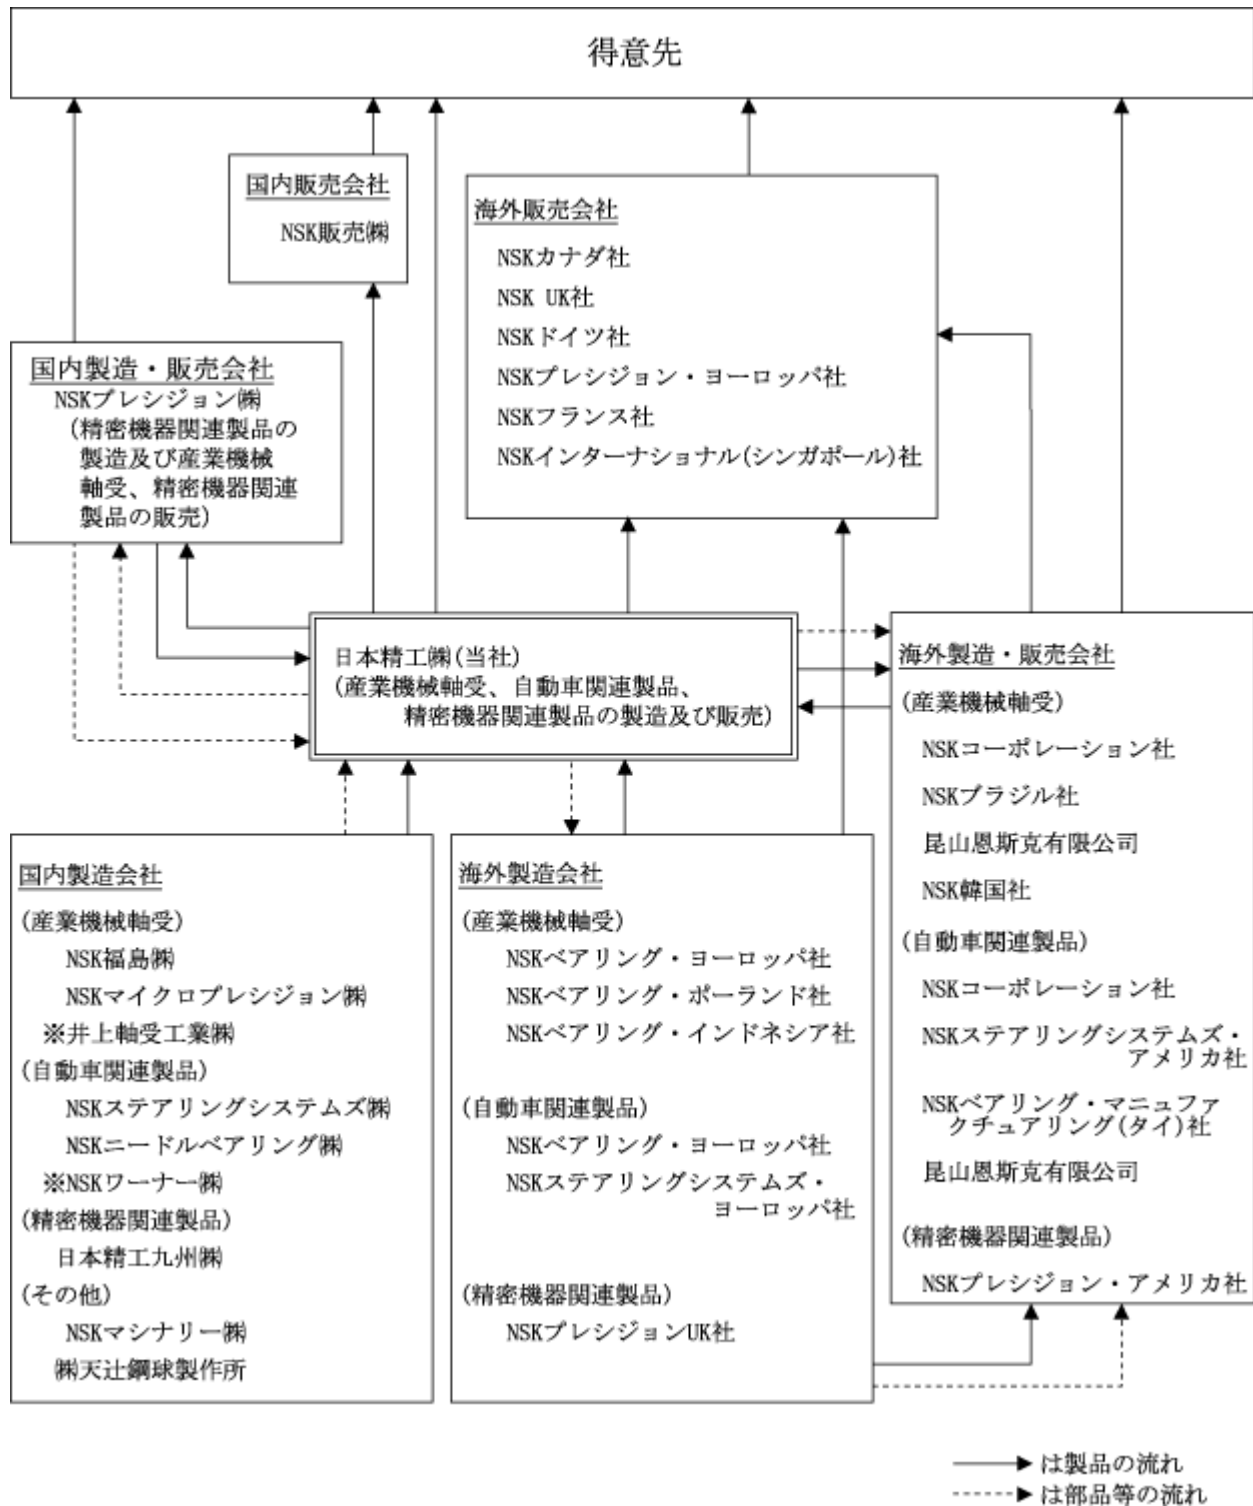 得意先
国内販売会社
NSK販売㈱
海外販売会社
NSKカナダ社
NSK UK社
NSKドイツ社
NSKプレシジョン・ヨーロッパ社
NSKフランス社
NSKインターナショナル(シンガポール)社
国内製造・販売会社
NSKプレシジョン㈱
(精密機器関連製品の
製造及び産業機械
軸受、精密機器関連
製品の販売)
日本精工㈱(当社)
(産業機械軸受、自動車関連製品、
精密機器関連製品の製造及び販売)
海外製造・販売会社
(産業機械軸受)
NSKコーポレーション社
NSKブラジル社
昆山恩斯克有限公司
NSK韓国社
(自動車関連製品)
NSKコーポレーション社
NSKステアリングシステムズ・
アメリカ社
NSKベアリング・マニュファ
クチュアリング(タイ)社
昆山恩斯克有限公司
(精密機器関連製品)
NSKプレシジョン・アメリカ社
国内製造会社
(産業機械軸受)
NSK福島㈱
NSKマイクロプレシジョン㈱
※井上軸受工業㈱
(自動車関連製品)
NSKステアリングシステムズ㈱
NSKニードルベアリング㈱
※NSKワーナー㈱
(精密機器関連製品)
日本精工九州㈱
(その他)
NSKマシナリー㈱
㈱天辻鋼球製作所
海外製造会社
(産業機械軸受)
NSKベアリング・ヨーロッパ社
NSKベアリング・ポーランド社
NSKベアリング・インドネシア社
(自動車関連製品)
NSKベアリング・ヨーロッパ社
NSKステアリングシステムズ・
ヨーロッパ社
(精密機器関連製品)
NSKプレシジョンUK社
は製品の流れ
は部品等の流れ